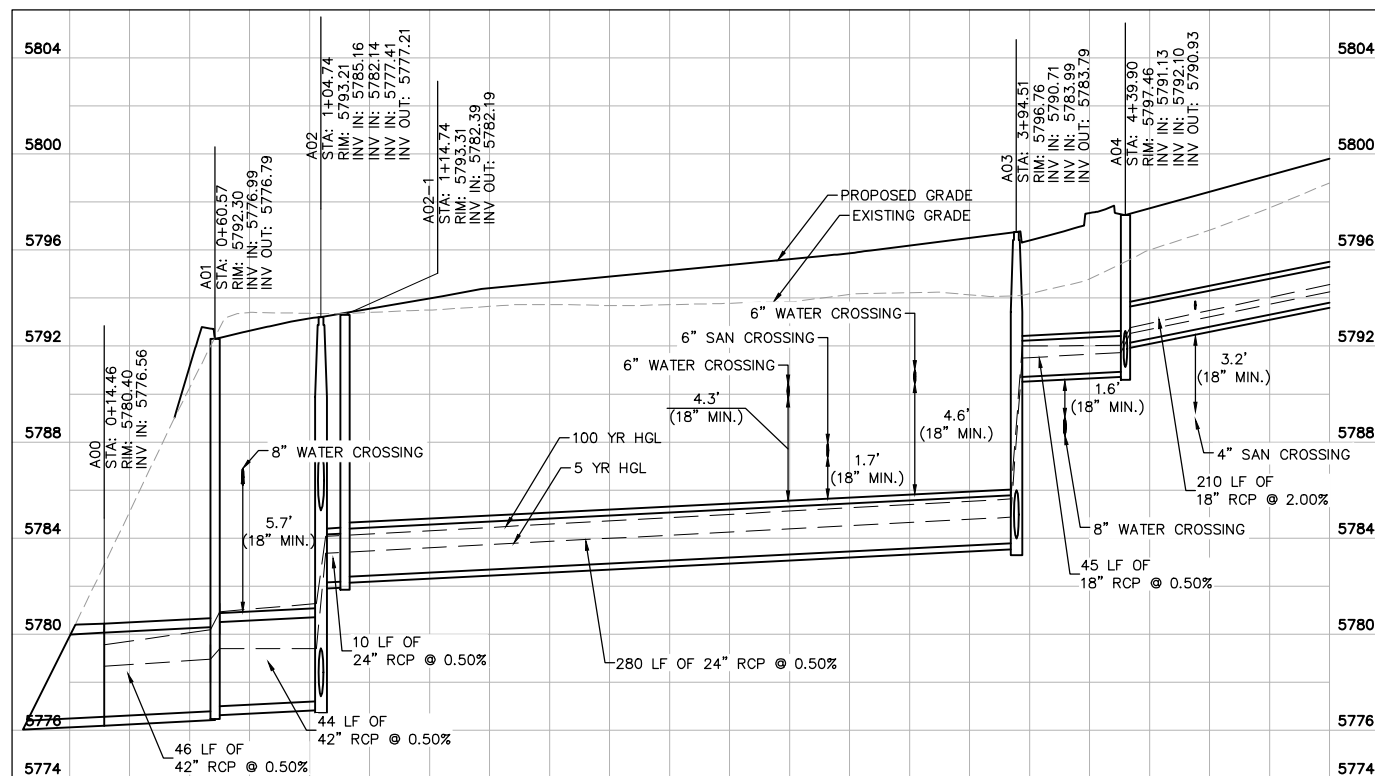 5804
5800
5796
5792
5788
5784
5780
5776
5774
A00
STA: 0+14.46
RIM: 5780.40
INV IN: 5776.56
A01
STA: 0+60.57
RIM: 5792.30
INV IN: 5776.99
INV OUT: 5776.79
A02
STA: 1+04.74
RIM: 5793.21
INV IN: 5785.16
INV IN: 5782.14
INV IN: 5777.41
INV OUT: 5777.21
A02-1
STA: 1+14.74
RIM: 5793.31
INV IN: 5782.39
INV OUT: 5782.19
A03
STA: 3+94.51
RIM: 5796.76
INV IN: 5790.71
INV IN: 5783.99
INV OUT: 5783.79
A04
STA: 4+39.90
RIM: 5797.46
INV IN: 5791.13
INV IN: 5792.10
INV OUT: 5790.93
PROPOSED GRADE
EXISTING GRADE
6" WATER CROSSING
6" SAN CROSSING
6" WATER CROSSING
4.3'
(18" MIN.)
4.6'
(18" MIN.)
1.7'
(18" MIN.)
1.6'
(18" MIN.)
3.2'
(18" MIN.)
8" WATER CROSSING
5.7'
(18" MIN.)
100 YR HGL
5 YR HGL
4" SAN CROSSING
210 LF OF
18" RCP @ 2.00%
8" WATER CROSSING
45 LF OF
18" RCP @ 0.50%
10 LF OF
24" RCP @ 0.50%
280 LF OF 24" RCP @ 0.50%
44 LF OF
42" RCP @ 0.50%
46 LF OF
42" RCP @ 0.50%
5804
5800
5796
5792
5788
5784
5780
5776
5774